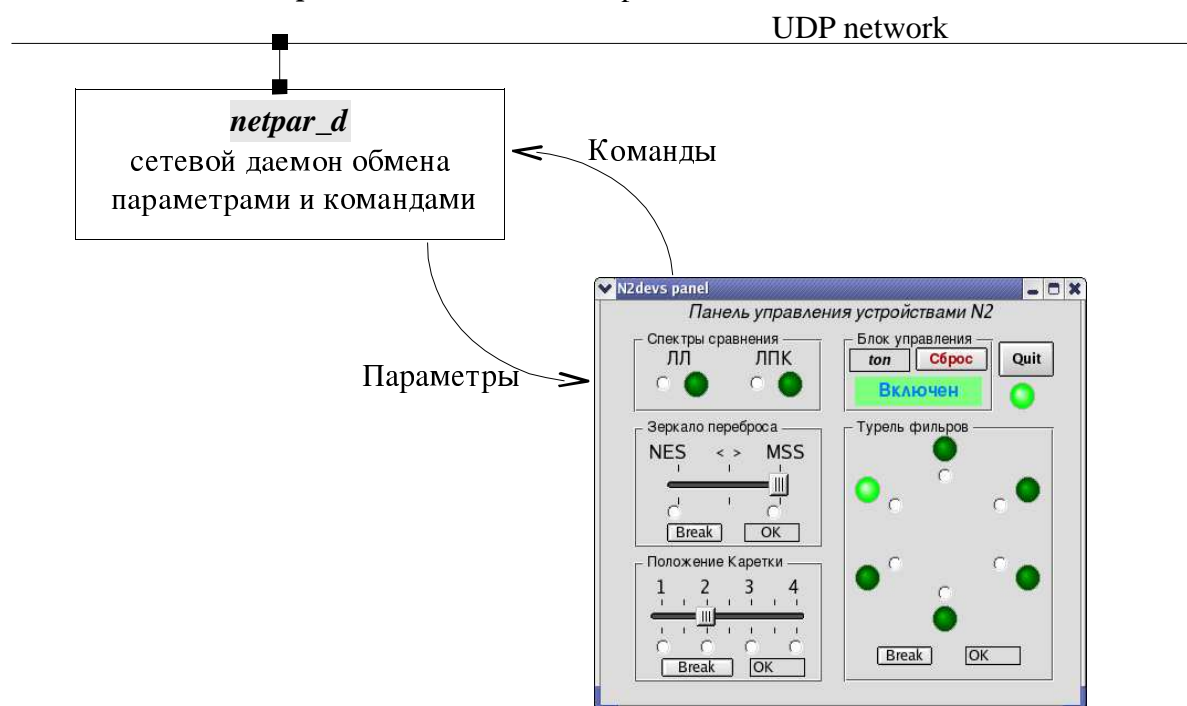 UDP network
netpar_d
сетевой даемон обмена
параметрами и командами
Команды
Параметры
N2devs panel
Панель управления устройствами N2
Спектры сравнения
ЛЛ ЛПК
Блок управления
ton Сброс
Включен
Quit
Зеркало переброса
NES < > MSS
Break OK
Положение Каретки
1 2 3 4
Break OK
Турель фильров
Break OK